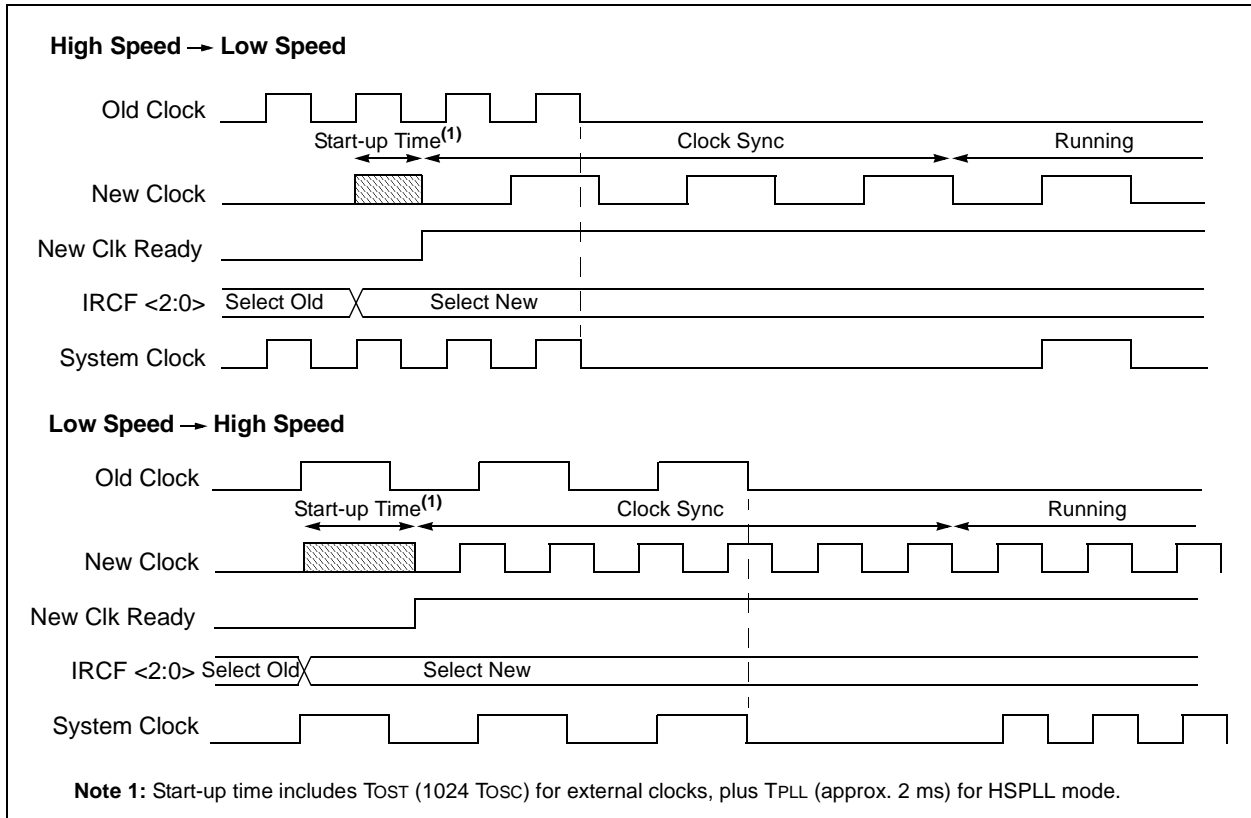 High Speed → Low Speed
Old Clock
Start-up Time(1)
Clock Sync
Running
New Clock
New Clk Ready
IRCF <2:0>
Select Old
Select New
System Clock
Low Speed → High Speed
Old Clock
Start-up Time(1)
Clock Sync
Running
New Clock
New Clk Ready
IRCF <2:0>
Select Old
Select New
System Clock
Note 1: Start-up time includes TOST (1024 TOSC) for external clocks, plus TPLL (approx. 2 ms) for HSPLL mode.